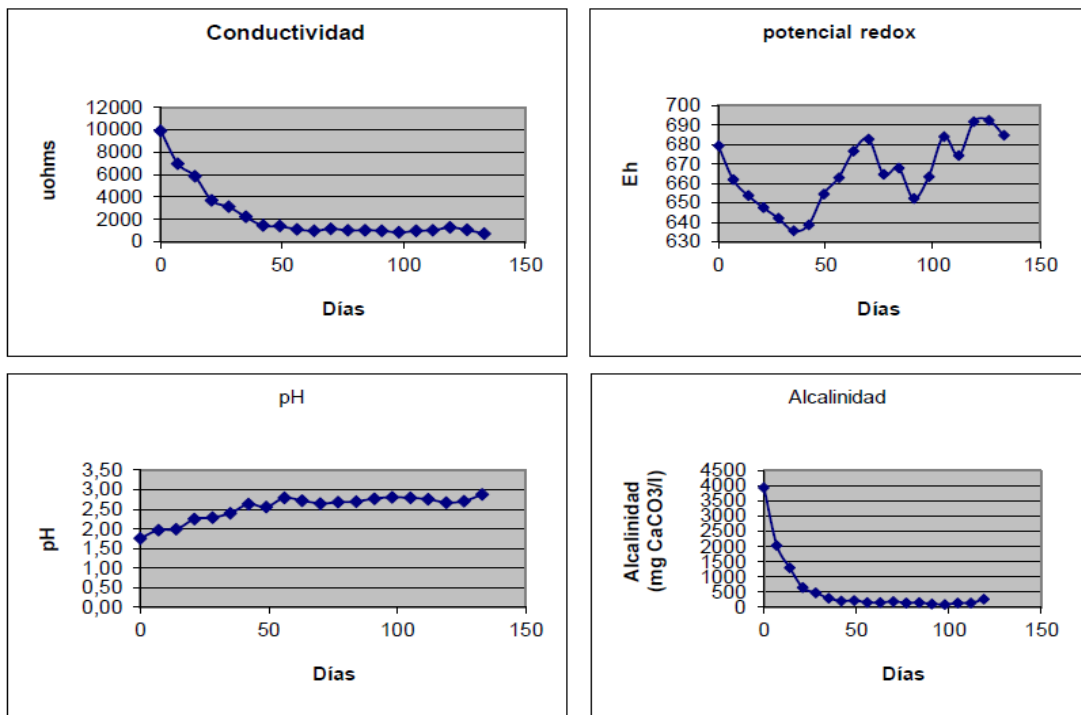 Conductividad
12000
10000
8000
6000
4000
2000
0
uohms
0 50 100 150
Días
potencial redox
700
690
680
670
660
650
640
630
Eh
0 50 100 150
Días
pH
3,50
3,00
2,50
2,00
1,50
1,00
0,50
0,00
pH
0 50 100 150
Días
Alcalinidad
4500
4000
3500
3000
2500
2000
1500
1000
500
0
Alcalinidad
(mg CaCO3/l)
0 50 100 150
Días